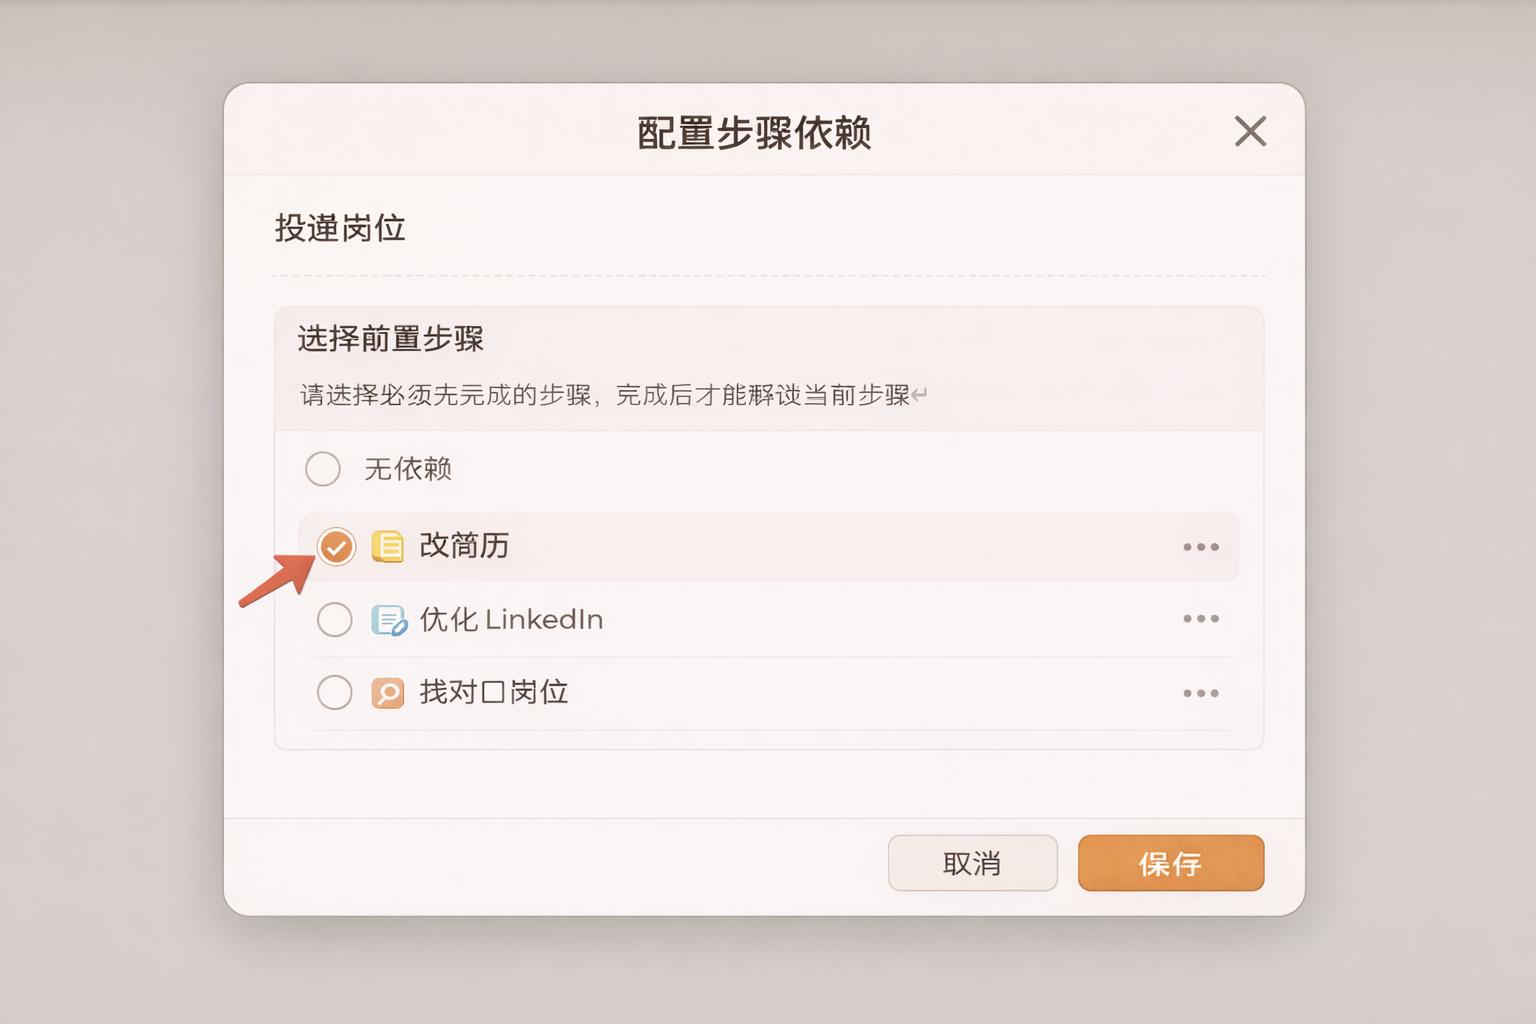 配置步骤依赖
投递岗位
选择前置步骤
请选择必须先完成的步骤，完成后才能解锁当前步骤↵
无依赖
改简历
优化 LinkedIn
找对口岗位
取消
保存